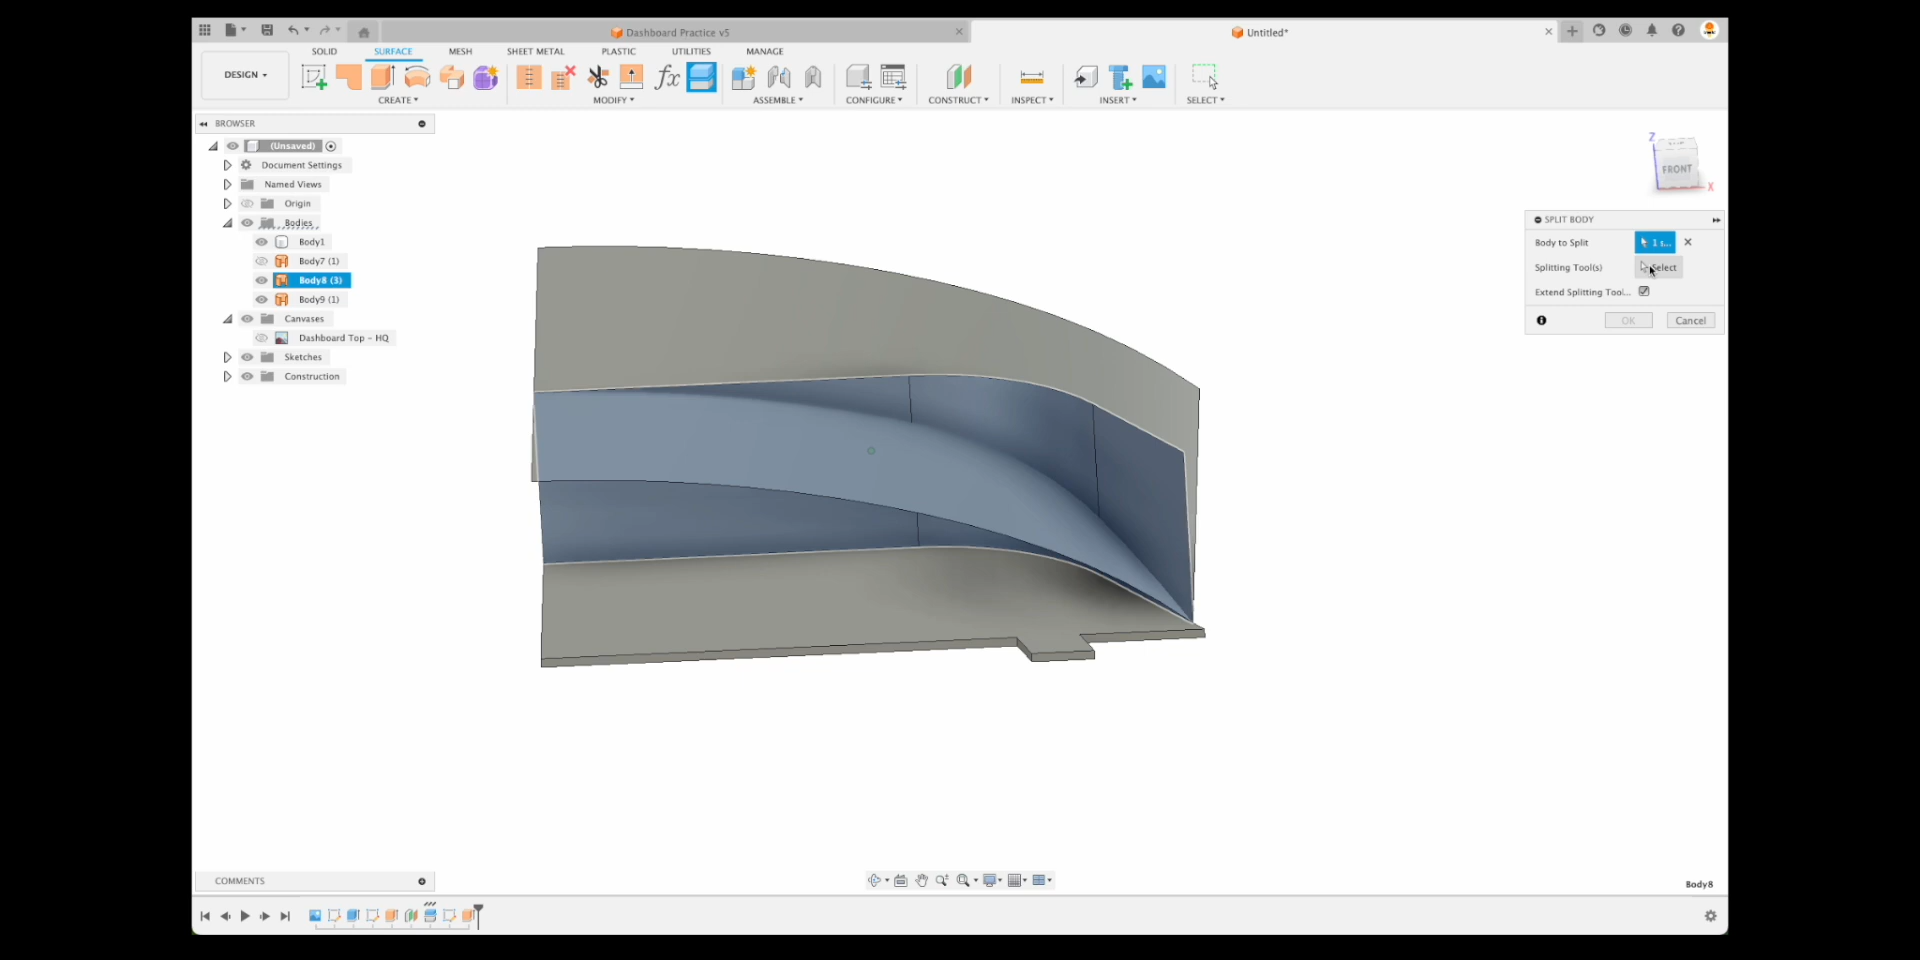 Dashboard Practice v5
Untitled*
SOLID SURFACE MESH SHEET METAL PLASTIC UTILITIES MANAGE
DESIGN
CREATE MODIFY ASSEMBLE CONFIGURE CONSTRUCT INSPECT INSERT SELECT
BROWSER
(Unsaved)
Document Settings
Named Views
Origin
Bodies
Body1
Body7 (1)
Body8 (3)
Body9 (1)
Canvases
Dashboard Top - HQ
Sketches
Construction
Z
FRONT
X
SPLIT BODY
Body to Split 1 s...
Splitting Tool(s) Select
Extend Splitting Tool...
OK Cancel
COMMENTS
Body8